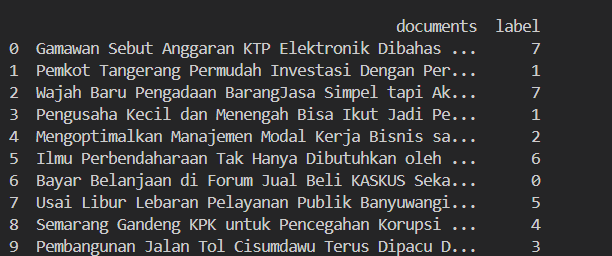 documents label
0 Gamawan Sebut Anggaran KTP Elektronik Dibahas ... 7
1 Pemkot Tangerang Permudah Investasi Dengan Per... 1
2 Wajah Baru Pengadaan BarangJasa Simpel tapi Ak... 7
3 Pengusaha Kecil dan Menengah Bisa Ikut Jadi Pe... 1
4 Mengoptimalkan Manajemen Modal Kerja Bisnis sa... 2
5 Ilmu Perbendaharaan Tak Hanya Dibutuhkan oleh ... 6
6 Bayar Belanjaan di Forum Jual Beli KASKUS Seka... 0
7 Usai Libur Lebaran Pelayanan Publik Banyuwangi... 5
8 Semarang Gandeng KPK untuk Pencegahan Korupsi ... 4
9 Pembangunan Jalan Tol Cisumdawu Terus Dipacu D... 3